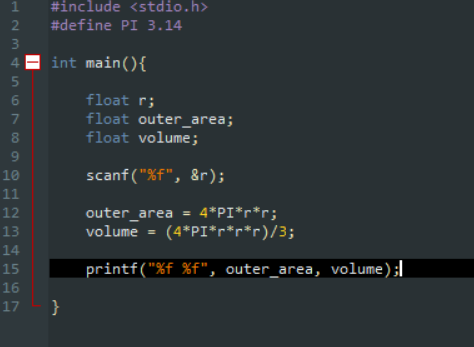 1 #include <stdio.h>
2 #define PI 3.14
3
4 int main(){
5
6 float r;
7 float outer_area;
8 float volume;
9
10 scanf("%f", &r);
11
12 outer_area = 4*PI*r*r;
13 volume = (4*PI*r*r*r)/3;
14
15 printf("%f %f", outer_area, volume);
16
17 }